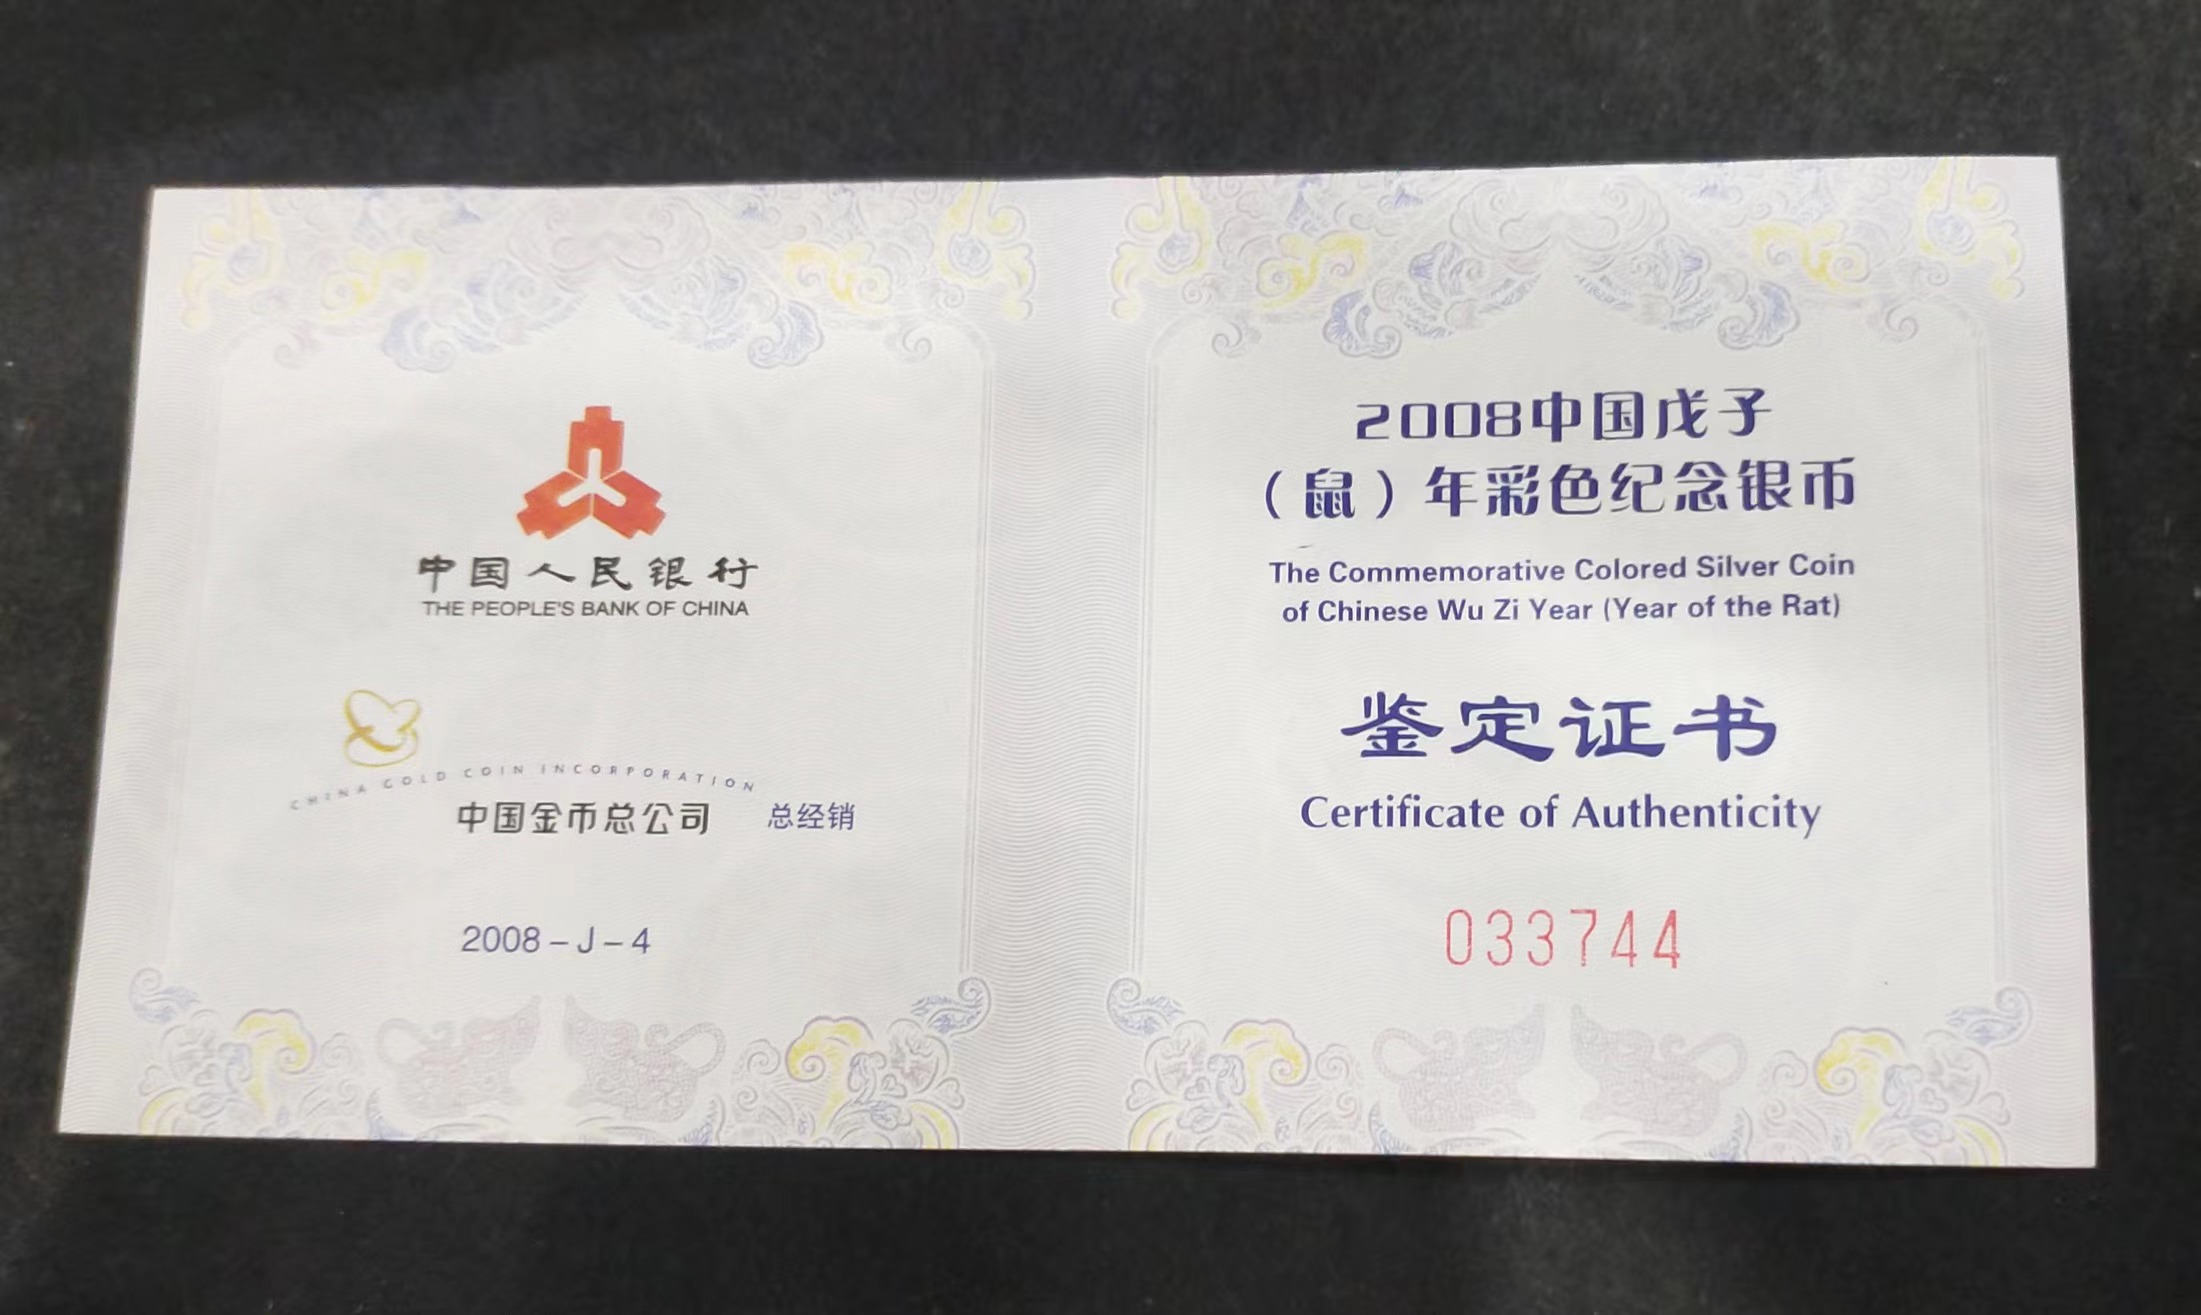 中国人民银行
THE PEOPLE'S BANK OF CHINA
CHINA GOLD COIN INCORPORATION
中国金币总公司 总经销
2008-J-4
2008中国戊子
（鼠）年彩色纪念银币
The Commemorative Colored Silver Coin
of Chinese Wu Zi Year (Year of the Rat)
鉴定证书
Certificate of Authenticity
033744